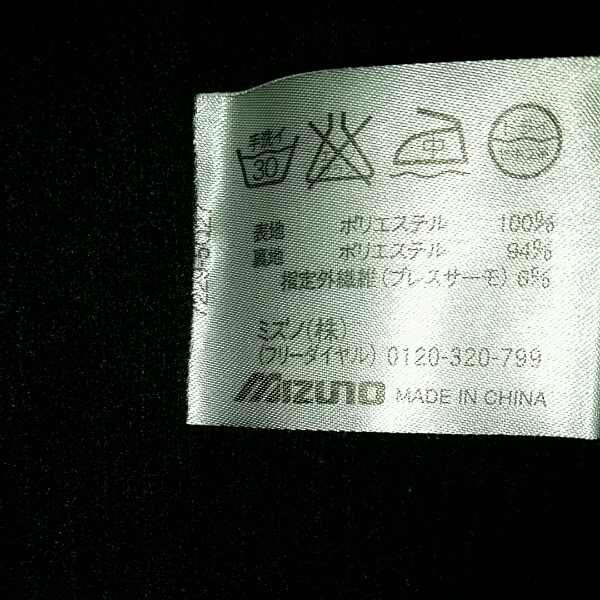 手洗イ
30
中
表地 ポリエステル 100%
裏地 ポリエステル 94%
指定外繊維(ブレスサーモ) 6%
ミズノ(株)
(フリーダイヤル) 0120-320-799
MIZUNO MADE IN CHINA